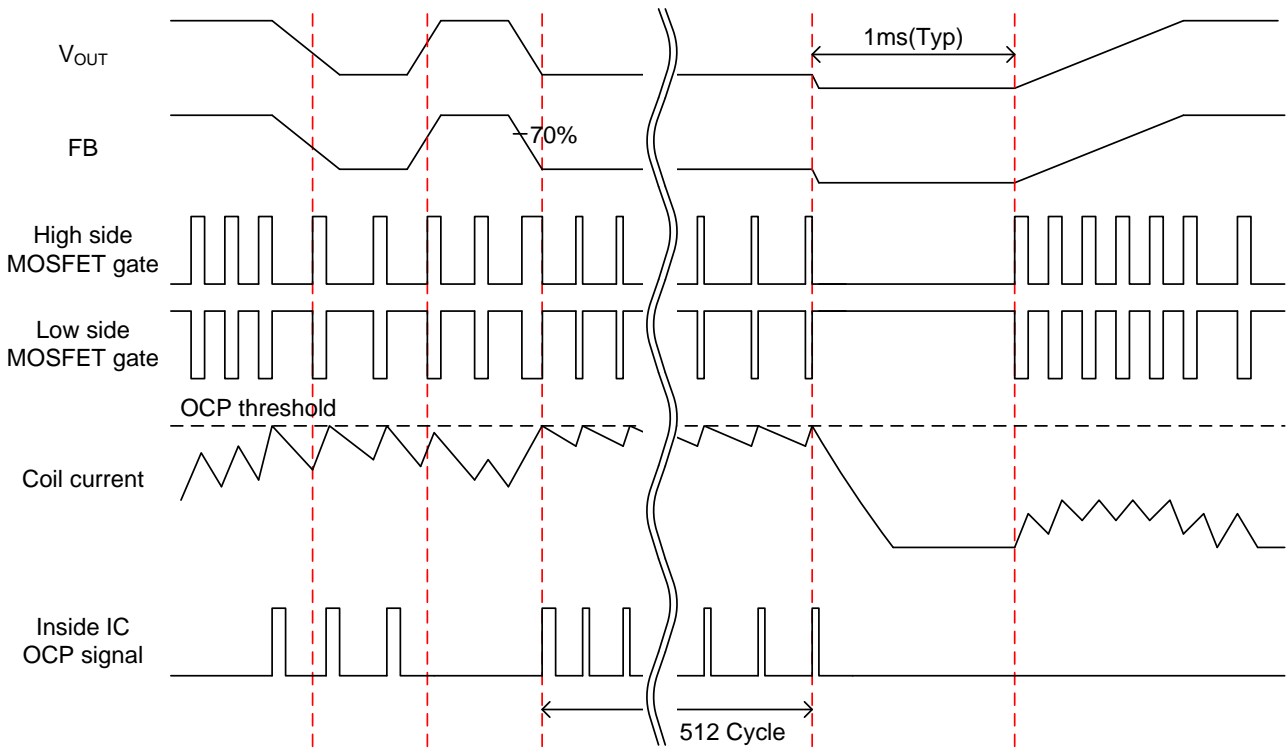 1ms(Typ)
VOUT
FB
70%
High side
MOSFET gate
Low side
MOSFET gate
OCP threshold
Coil current
Inside IC
OCP signal
512 Cycle